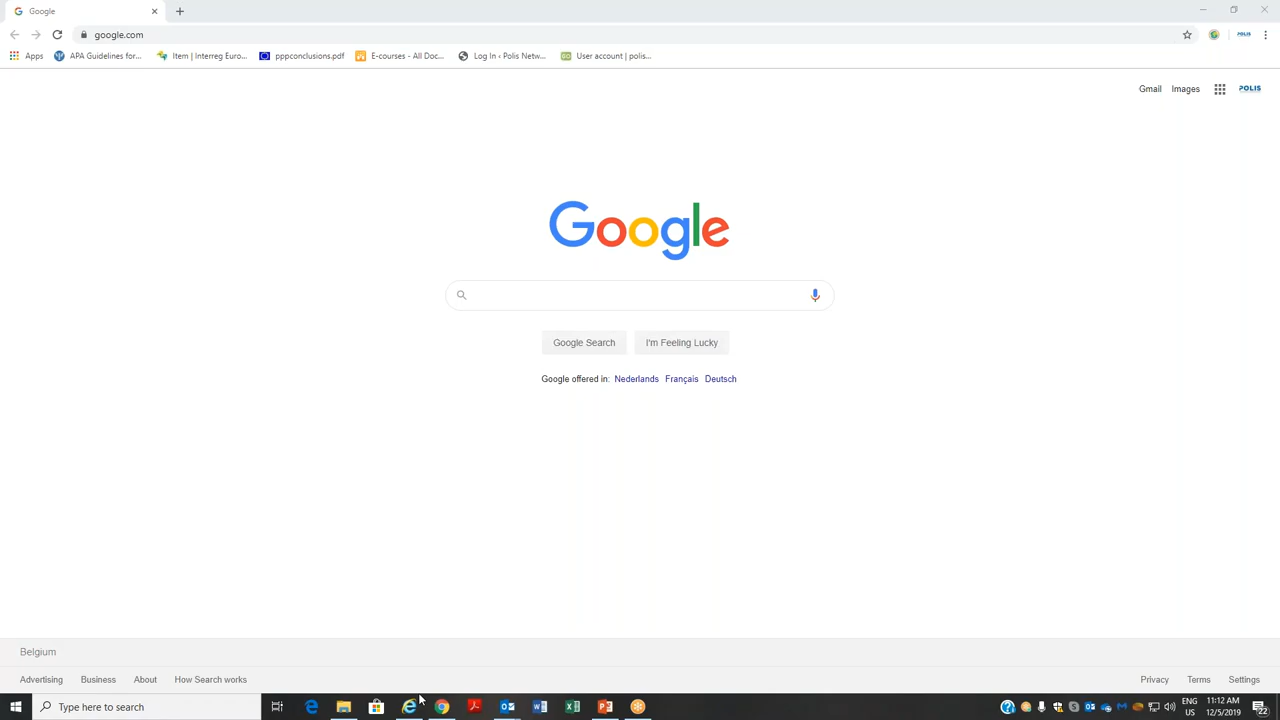 Google
google.com
Apps
APA Guidelines for...
Item | Interreg Euro...
pppconclusions.pdf
E-courses - All Doc...
Log In ‹ Polis Netw...
User account | polis...
POLIS
Gmail
Images
POLIS
Google
Google Search
I'm Feeling Lucky
Google offered in: Nederlands Français Deutsch
Belgium
Advertising
Business
About
How Search works
Privacy
Terms
Settings
Type here to search
ENG
US
11:12 AM
12/5/2019
22